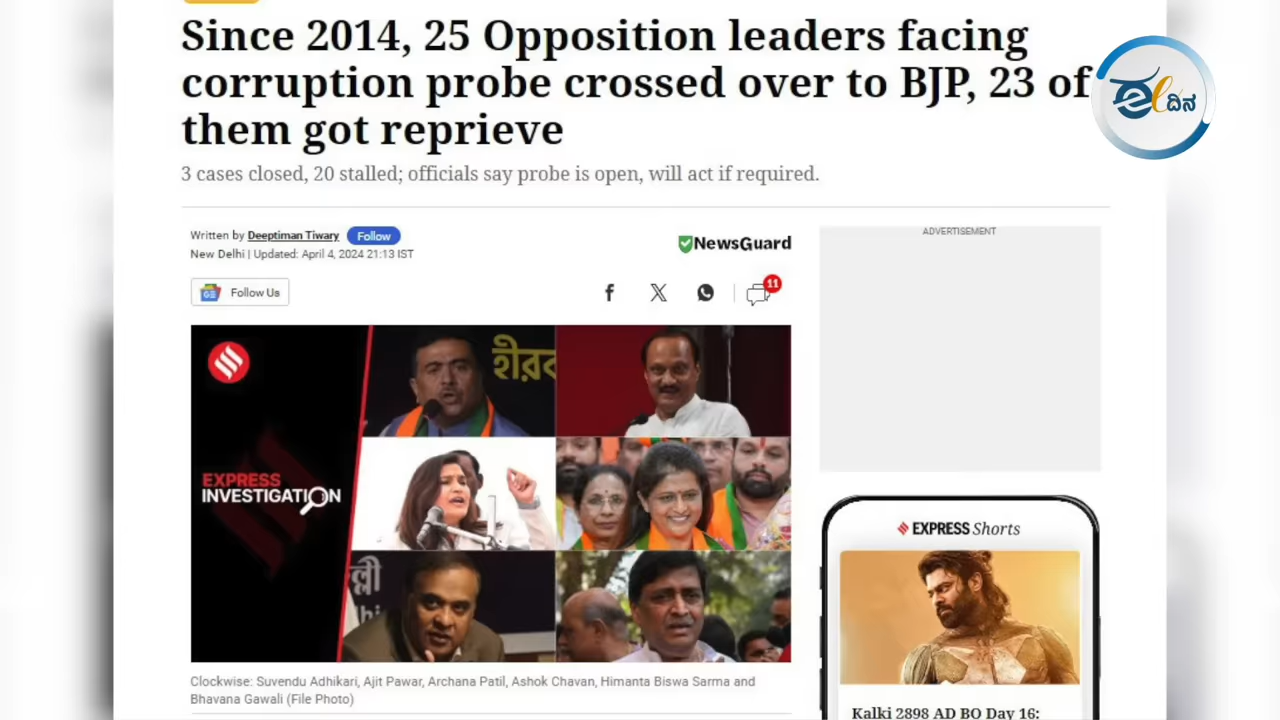 Since 2014, 25 Opposition leaders facing
corruption probe crossed over to BJP, 23 of
them got reprieve
3 cases closed, 20 stalled; officials say probe is open, will act if required.
Written by Deeptiman Tiwary Follow
New Delhi | Updated: April 4, 2024 21:13 IST
NewsGuard
GE Follow Us
11
ADVERTISEMENT
EXPRESS
INVESTIGATION
हीरक
ल्ली
lhi
Clockwise: Suvendu Adhikari, Ajit Pawar, Archana Patil, Ashok Chavan, Himanta Biswa Sarma and
Bhavana Gawali (File Photo)
EXPRESS Shorts
Kalki 2898 AD BO Day 16:
ಈ ದಿನ